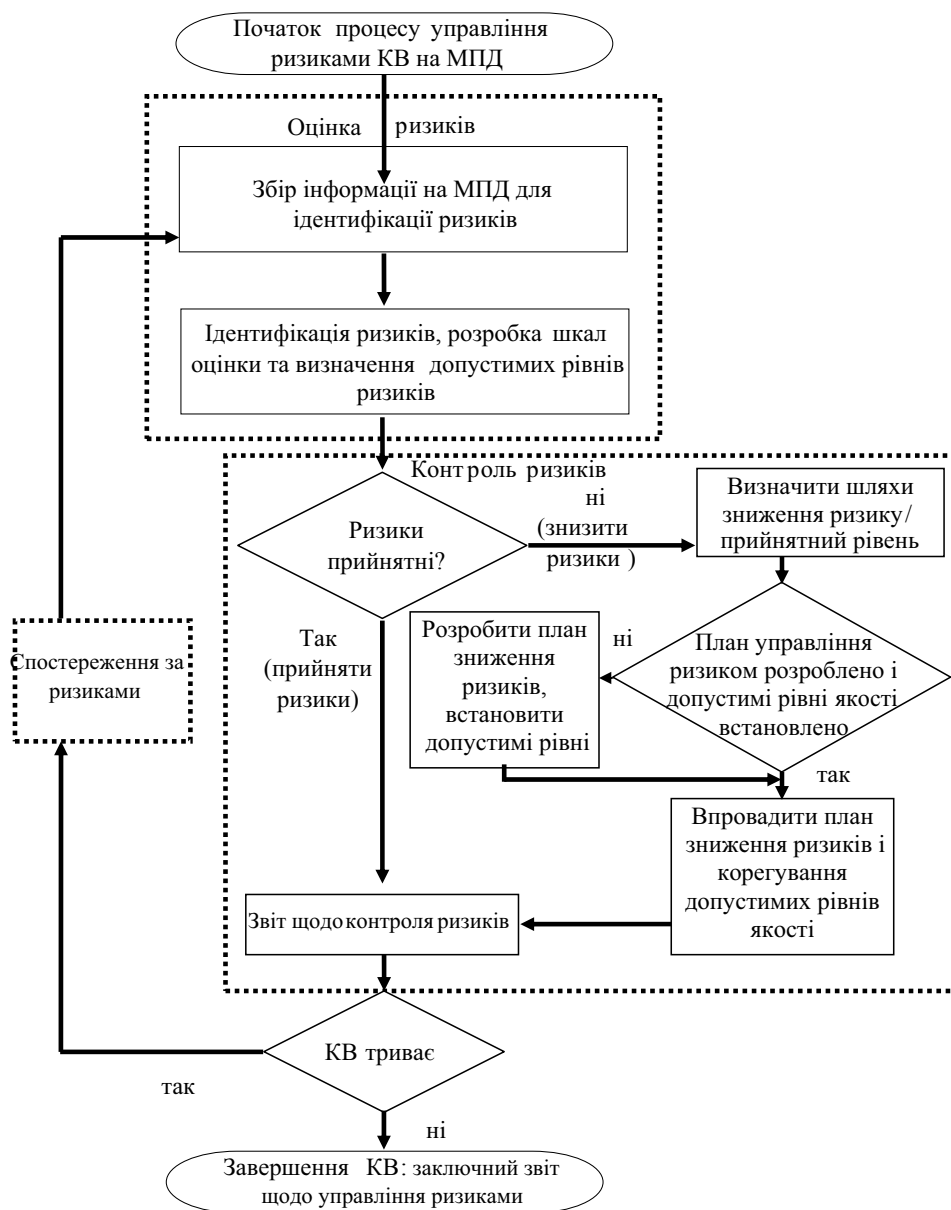 Початок процесу управління
ризиками КВ на МПД
Оцінка ризиків
Збір інформації на МПД для
ідентифікації ризиків
Ідентифікація ризиків, розробка шкал
оцінки та визначення допустимих рівнів
ризиків
Контроль ризиків
Ризики
прийнятні?
ні
(знизити
ризики )
Визначити шляхи
зниження ризику/
прийнятний рівень
План управління
ризиком розроблено і
допустимі рівні якості
встановлено
ні
Розробити план
зниження
ризиків,
встановити
допустимі рівні
так
Впровадити план
зниження ризиків і
корегування
допустимих рівнів
якості
Так
(прийняти
ризики)
Звіт щодо контроля ризиків
Спостереження за
ризиками
КВ триває
так
ні
Завершення КВ: заключний звіт
щодо управління ризиками